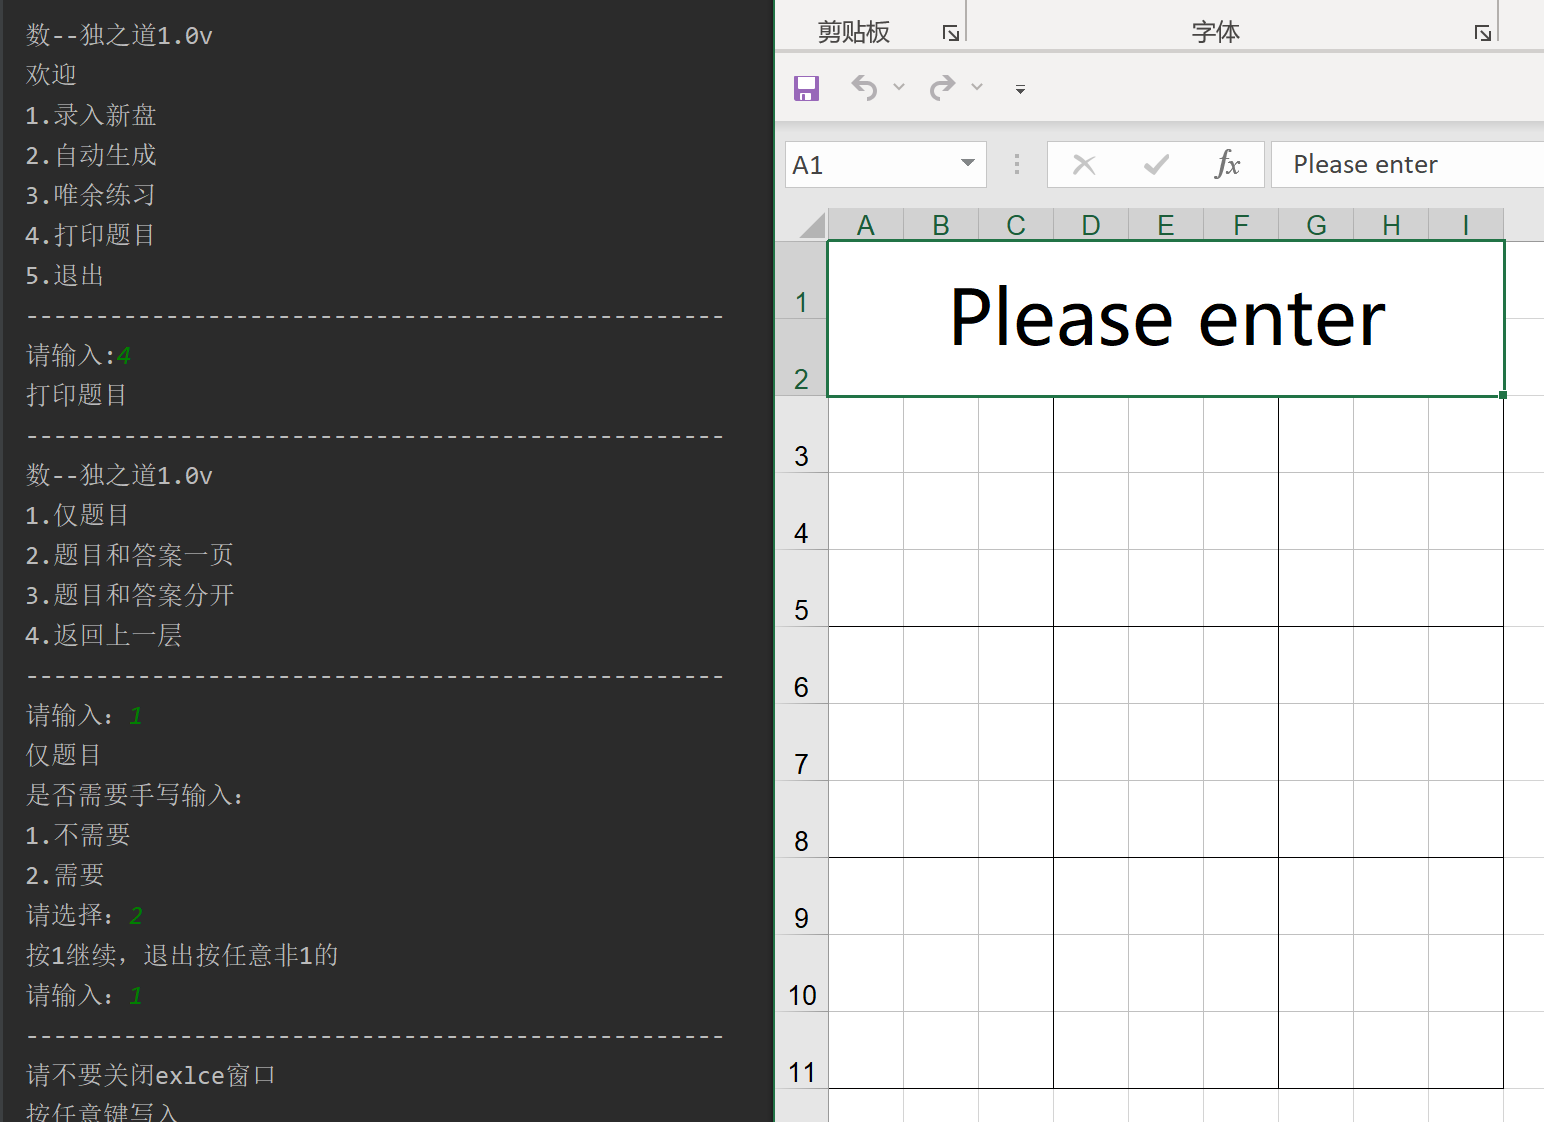 数--独之道1.0v
欢迎
1.录入新盘
2.自动生成
3.唯余练习
4.打印题目
5.退出
--------------------------------------------------
请输入:4
打印题目
--------------------------------------------------
数--独之道1.0v
1.仅题目
2.题目和答案一页
3.题目和答案分开
4.返回上一层
--------------------------------------------------
请输入：1
仅题目
是否需要手写输入：
1.不需要
2.需要
请选择：2
按1继续，退出按任意非1的
请输入：1
--------------------------------------------------
请不要关闭exlce窗口
按任意键写入
剪贴板 字体
A1 fx Please enter
A B C D E F G H I
1
Please enter
2
3
4
5
6
7
8
9
10
11